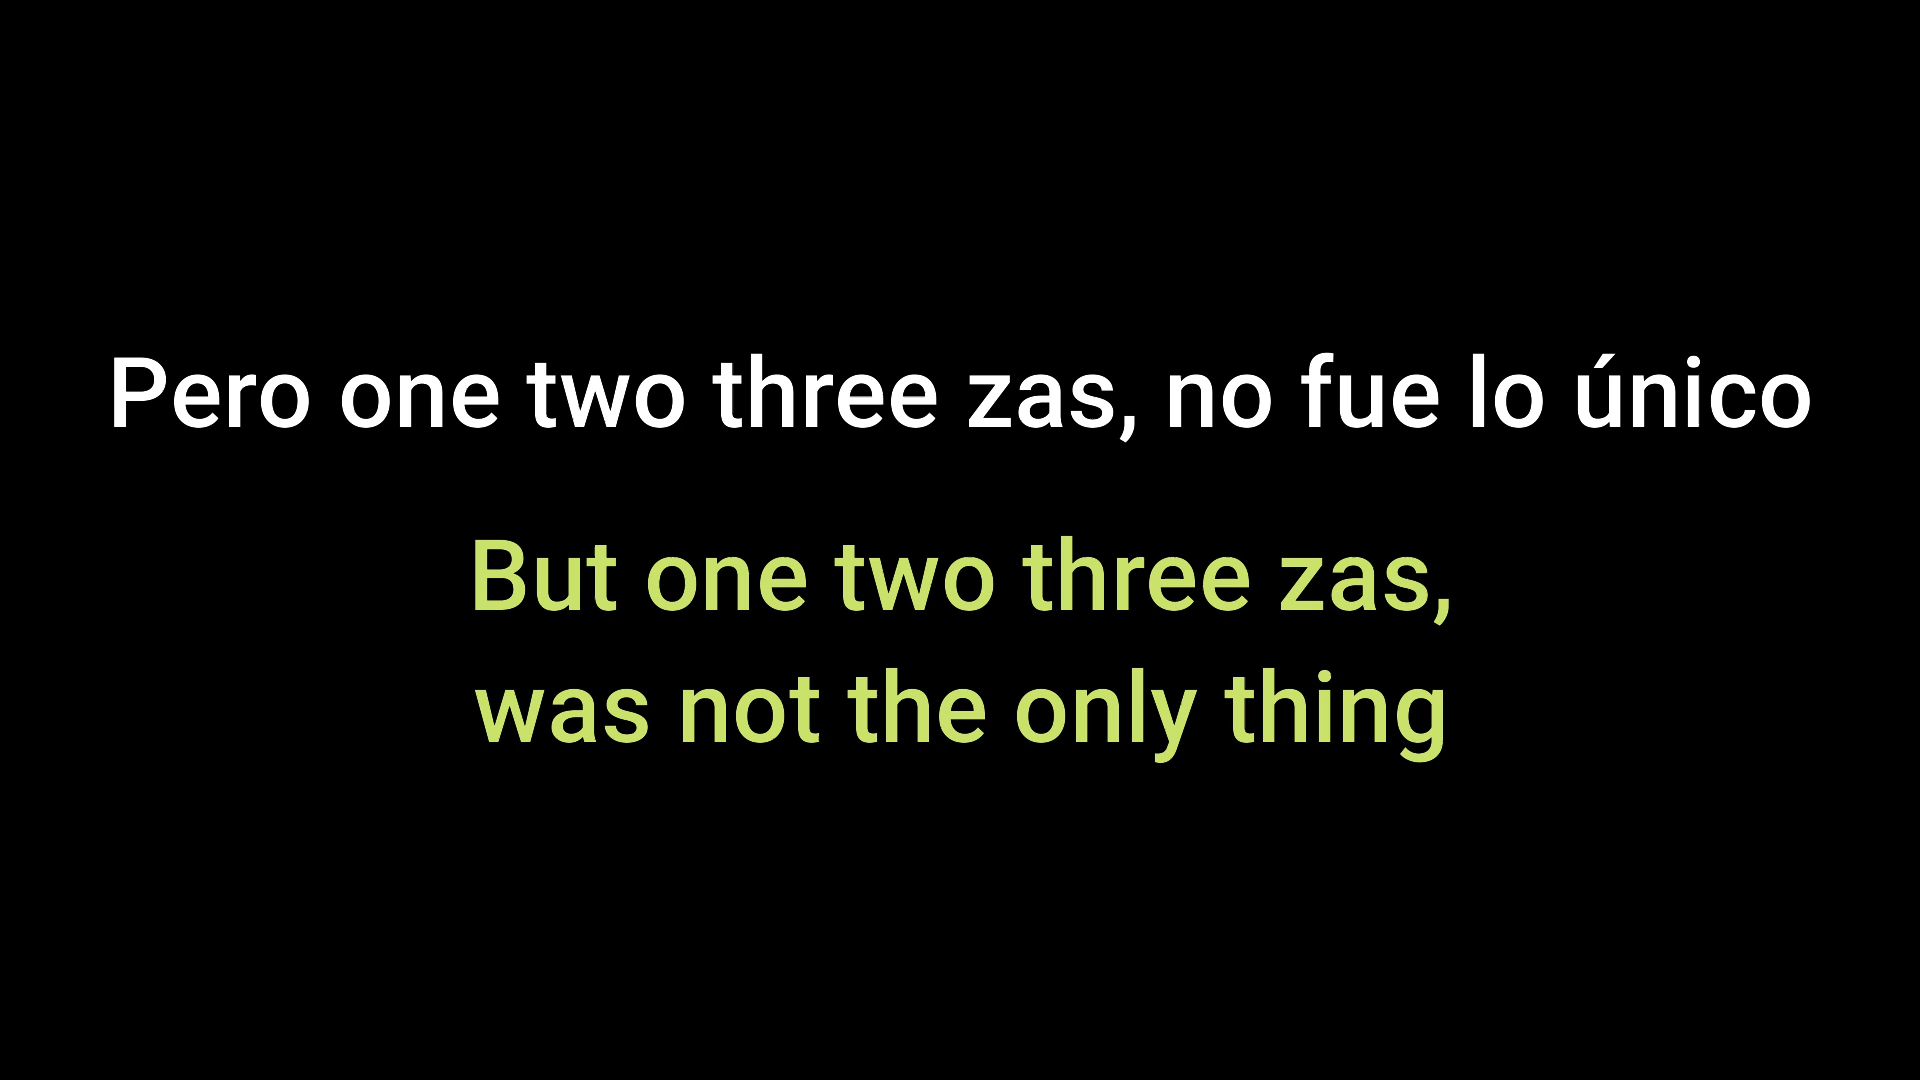 Pero one two three zas, no fue lo único
But one two three zas,
was not the only thing